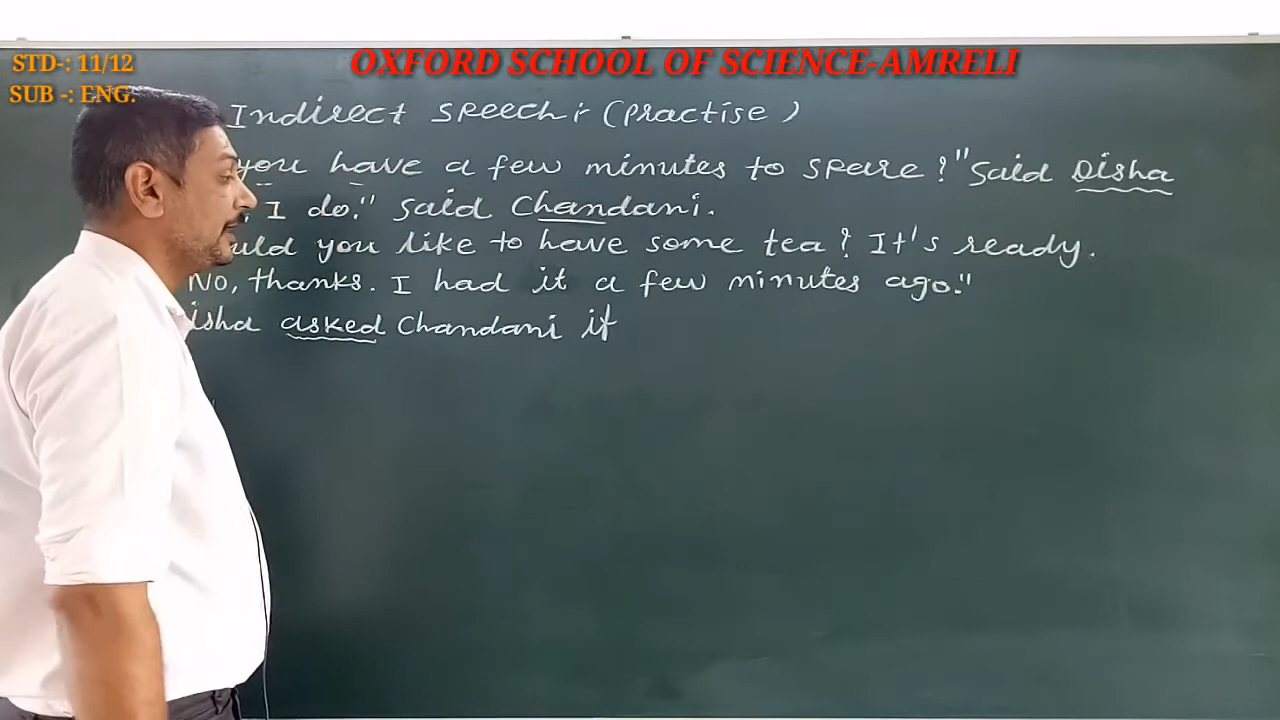 STD-: 11/12
OXFORD SCHOOL OF SCIENCE-AMRELI
SUB -: ENG.
Indirect speech:- (Practise)
you have a few minutes to spare?" Said Disha
I do." said Chandani.
you like to have some tea? It's ready.
No, thanks. I had it a few minutes ago."
isha asked Chandani if